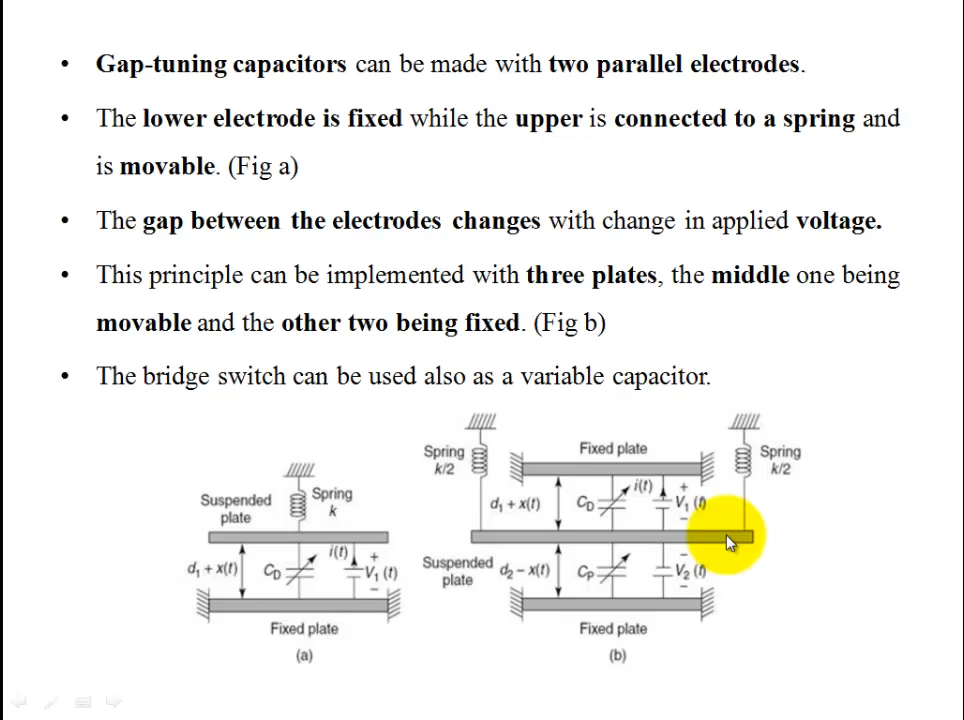 • Gap-tuning capacitors can be made with two parallel electrodes.
• The lower electrode is fixed while the upper is connected to a spring and
is movable. (Fig a)
• The gap between the electrodes changes with change in applied voltage.
• This principle can be implemented with three plates, the middle one being
movable and the other two being fixed. (Fig b)
• The bridge switch can be used also as a variable capacitor.
Suspended
plate
Spring
k
d₁ + x(t)
C_D
i(t)
+
V₁ (t)
−
Fixed plate
(a)
Spring
k/2
Fixed plate
Spring
k/2
d₁ + x(t)
C_D
i(t)
+
V₁ (t)
−
Suspended
plate
d₂ − x(t)
C_P
−
V₂ (t)
−
Fixed plate
(b)